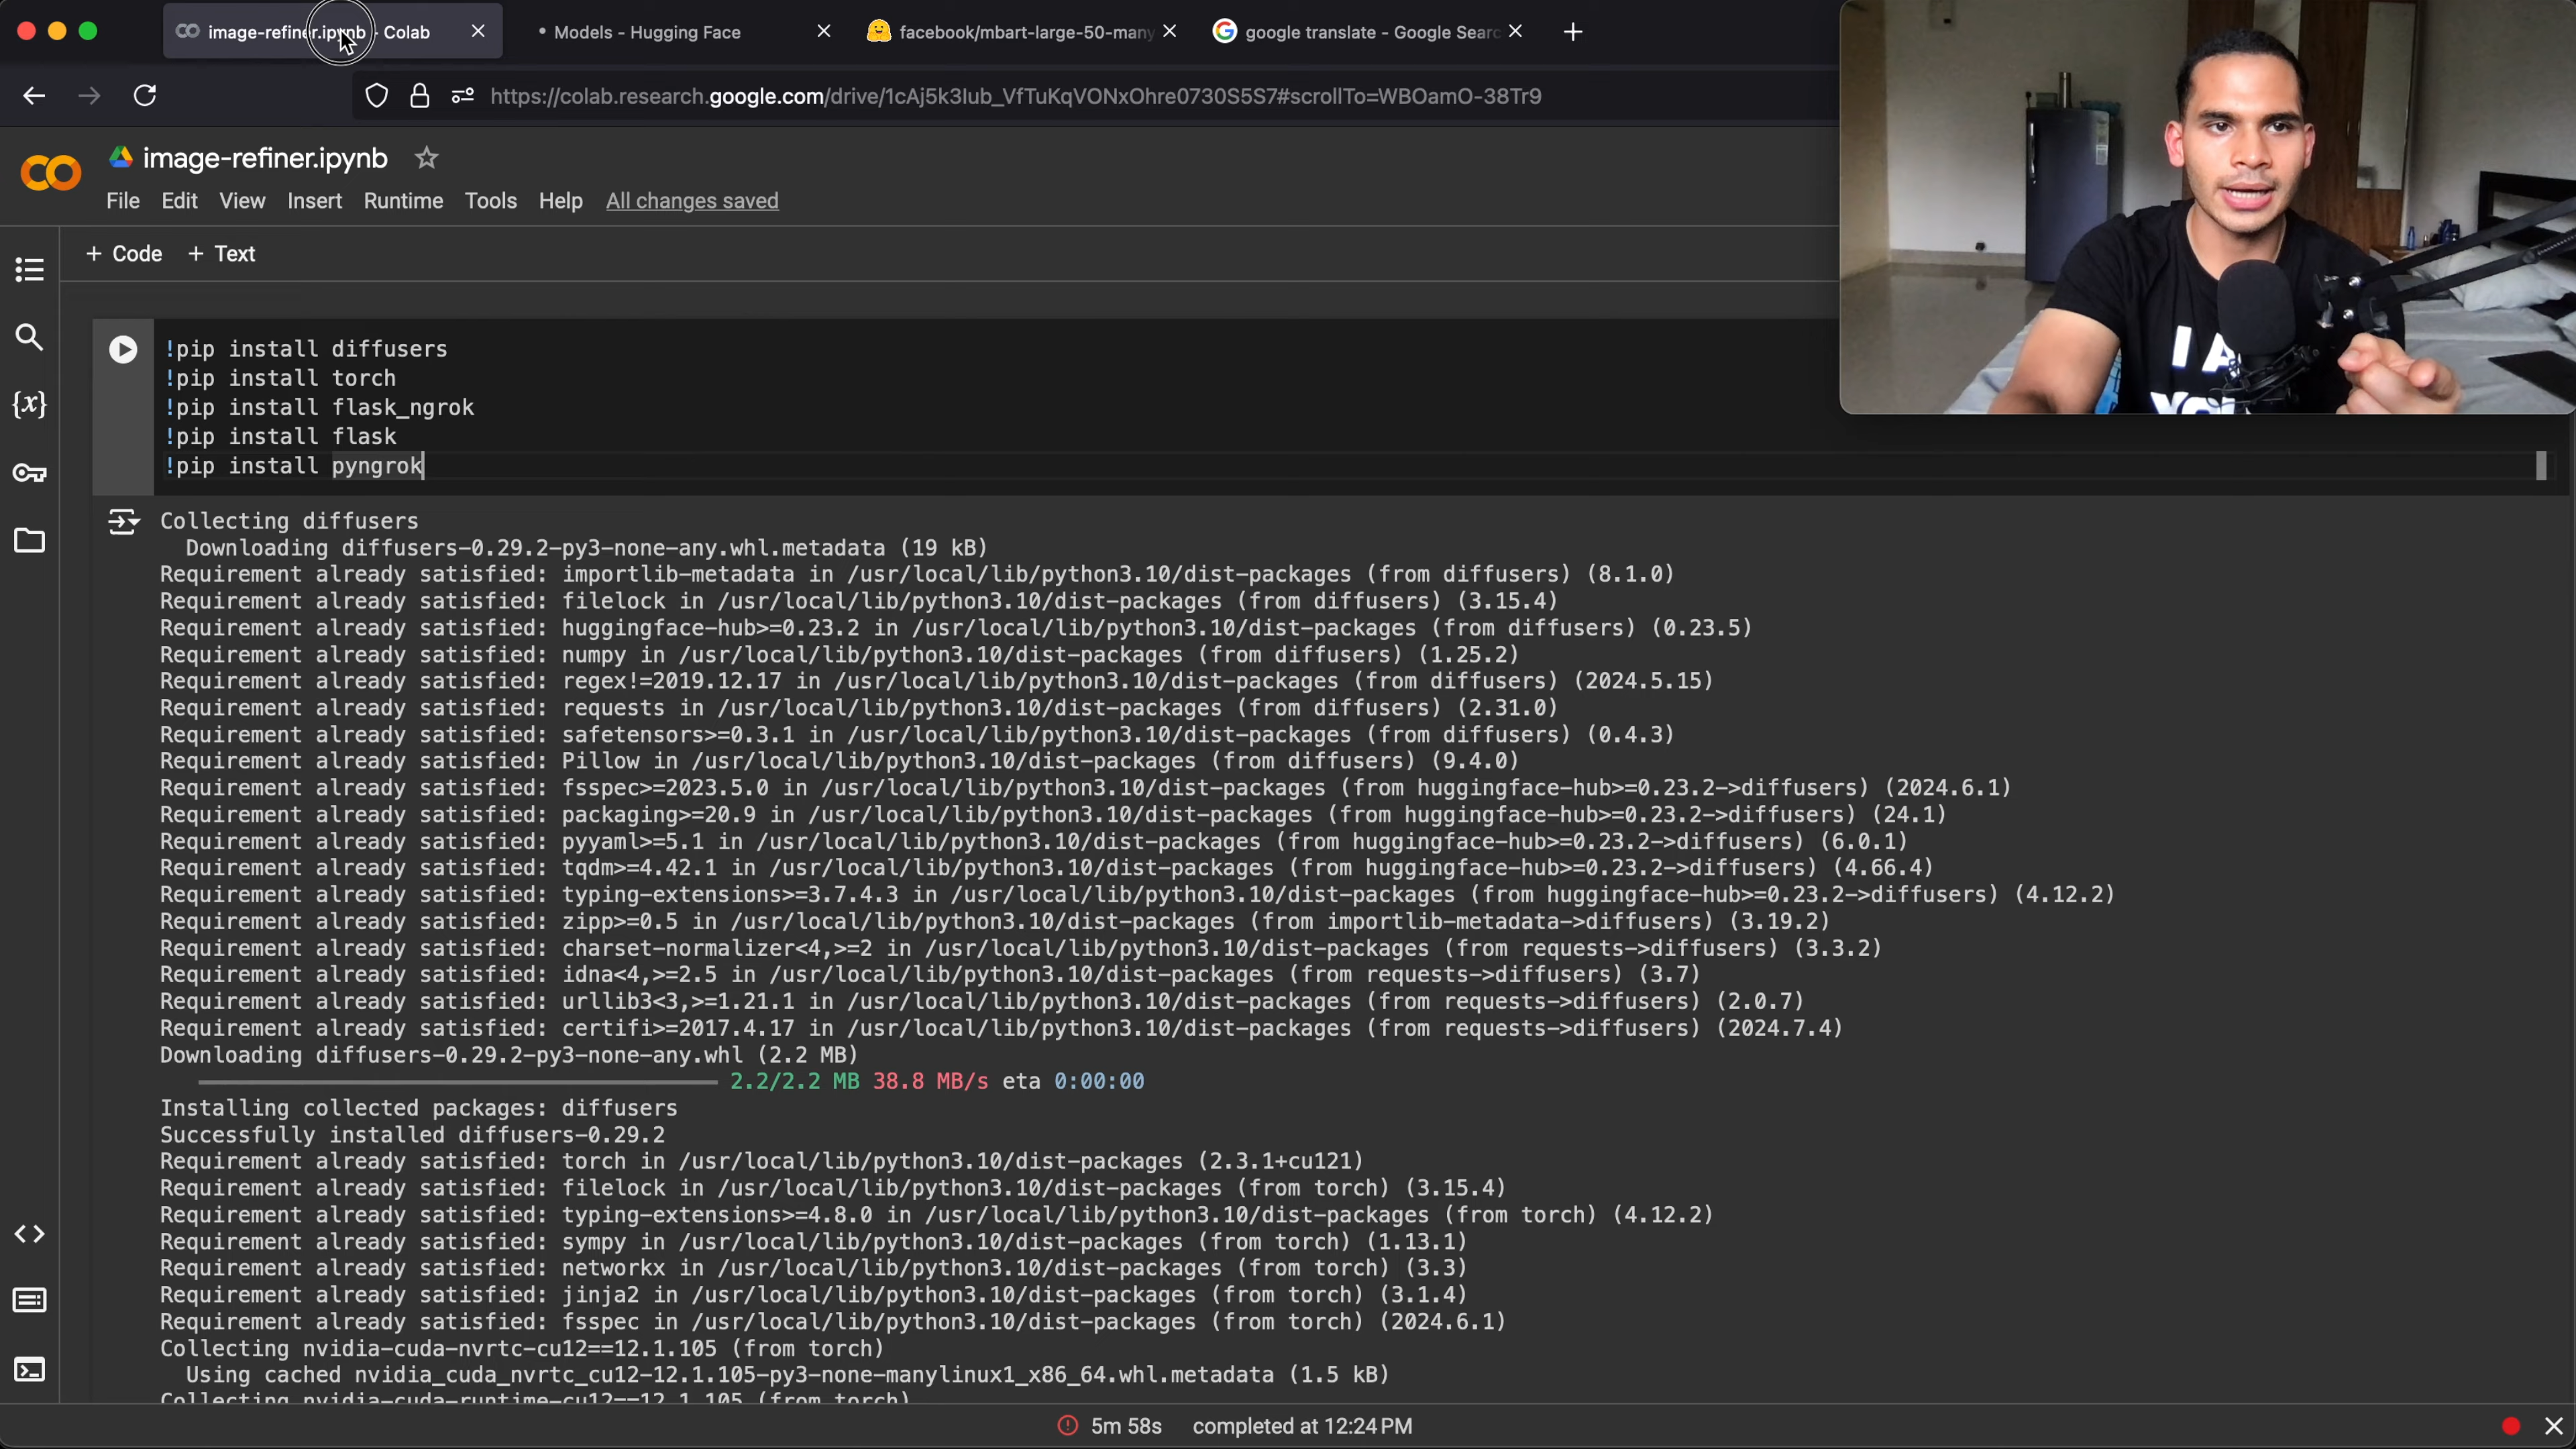 image-refiner.ipynb - Colab
Models - Hugging Face
facebook/mbart-large-50-many
google translate - Google Searc
https://colab.research.google.com/drive/1cAj5k3Iub_VfTuKqVONxOhre0730S5S7#scrollTo=WBOamO-38Tr9
image-refiner.ipynb
File Edit View Insert Runtime Tools Help All changes saved
+ Code + Text
!pip install diffusers
!pip install torch
!pip install flask_ngrok
!pip install flask
!pip install pyngrok
Collecting diffusers
Downloading diffusers-0.29.2-py3-none-any.whl.metadata (19 kB)
Requirement already satisfied: importlib-metadata in /usr/local/lib/python3.10/dist-packages (from diffusers) (8.1.0)
Requirement already satisfied: filelock in /usr/local/lib/python3.10/dist-packages (from diffusers) (3.15.4)
Requirement already satisfied: huggingface-hub>=0.23.2 in /usr/local/lib/python3.10/dist-packages (from diffusers) (0.23.5)
Requirement already satisfied: numpy in /usr/local/lib/python3.10/dist-packages (from diffusers) (1.25.2)
Requirement already satisfied: regex!=2019.12.17 in /usr/local/lib/python3.10/dist-packages (from diffusers) (2024.5.15)
Requirement already satisfied: requests in /usr/local/lib/python3.10/dist-packages (from diffusers) (2.31.0)
Requirement already satisfied: safetensors>=0.3.1 in /usr/local/lib/python3.10/dist-packages (from diffusers) (0.4.3)
Requirement already satisfied: Pillow in /usr/local/lib/python3.10/dist-packages (from diffusers) (9.4.0)
Requirement already satisfied: fsspec>=2023.5.0 in /usr/local/lib/python3.10/dist-packages (from huggingface-hub>=0.23.2->diffusers) (2024.6.1)
Requirement already satisfied: packaging>=20.9 in /usr/local/lib/python3.10/dist-packages (from huggingface-hub>=0.23.2->diffusers) (24.1)
Requirement already satisfied: pyyaml>=5.1 in /usr/local/lib/python3.10/dist-packages (from huggingface-hub>=0.23.2->diffusers) (6.0.1)
Requirement already satisfied: tqdm>=4.42.1 in /usr/local/lib/python3.10/dist-packages (from huggingface-hub>=0.23.2->diffusers) (4.66.4)
Requirement already satisfied: typing-extensions>=3.7.4.3 in /usr/local/lib/python3.10/dist-packages (from huggingface-hub>=0.23.2->diffusers) (4.12.2)
Requirement already satisfied: zipp>=0.5 in /usr/local/lib/python3.10/dist-packages (from importlib-metadata->diffusers) (3.19.2)
Requirement already satisfied: charset-normalizer<4,>=2 in /usr/local/lib/python3.10/dist-packages (from requests->diffusers) (3.3.2)
Requirement already satisfied: idna<4,>=2.5 in /usr/local/lib/python3.10/dist-packages (from requests->diffusers) (3.7)
Requirement already satisfied: urllib3<3,>=1.21.1 in /usr/local/lib/python3.10/dist-packages (from requests->diffusers) (2.0.7)
Requirement already satisfied: certifi>=2017.4.17 in /usr/local/lib/python3.10/dist-packages (from requests->diffusers) (2024.7.4)
Downloading diffusers-0.29.2-py3-none-any.whl (2.2 MB)
2.2/2.2 MB 38.8 MB/s eta 0:00:00
Installing collected packages: diffusers
Successfully installed diffusers-0.29.2
Requirement already satisfied: torch in /usr/local/lib/python3.10/dist-packages (2.3.1+cu121)
Requirement already satisfied: filelock in /usr/local/lib/python3.10/dist-packages (from torch) (3.15.4)
Requirement already satisfied: typing-extensions>=4.8.0 in /usr/local/lib/python3.10/dist-packages (from torch) (4.12.2)
Requirement already satisfied: sympy in /usr/local/lib/python3.10/dist-packages (from torch) (1.13.1)
Requirement already satisfied: networkx in /usr/local/lib/python3.10/dist-packages (from torch) (3.3)
Requirement already satisfied: jinja2 in /usr/local/lib/python3.10/dist-packages (from torch) (3.1.4)
Requirement already satisfied: fsspec in /usr/local/lib/python3.10/dist-packages (from torch) (2024.6.1)
Collecting nvidia-cuda-nvrtc-cu12==12.1.105 (from torch)
Using cached nvidia_cuda_nvrtc_cu12-12.1.105-py3-none-manylinux1_x86_64.whl.metadata (1.5 kB)
Collecting nvidia-cuda-runtime-cu12==12.1.105 (from torch)
5m 58s completed at 12:24 PM